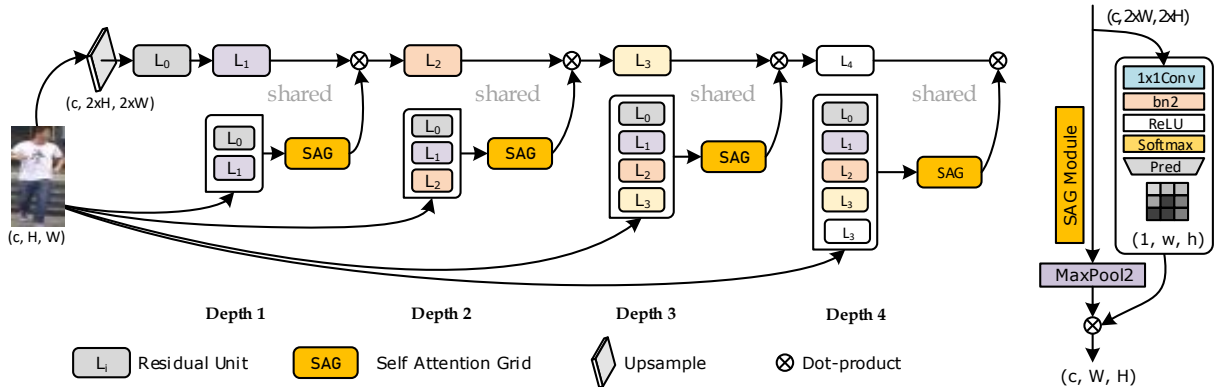 L0
L1
L2
L3
L4
(c, 2xH, 2xW)
shared
shared
shared
shared
L0
L1
SAG
L0
L1
L2
SAG
L0
L1
L2
L3
SAG
L0
L1
L2
L3
L3
SAG
(c, H, W)
Depth 1
Depth 2
Depth 3
Depth 4
Li
Residual Unit
SAG
Self Attention Grid
Upsample
Dot-product
(c,2xW,2xH)
1x1Conv
bn2
ReLU
Softmax
Pred
(1, w, h)
SAG Module
MaxPool2
(c, W, H)